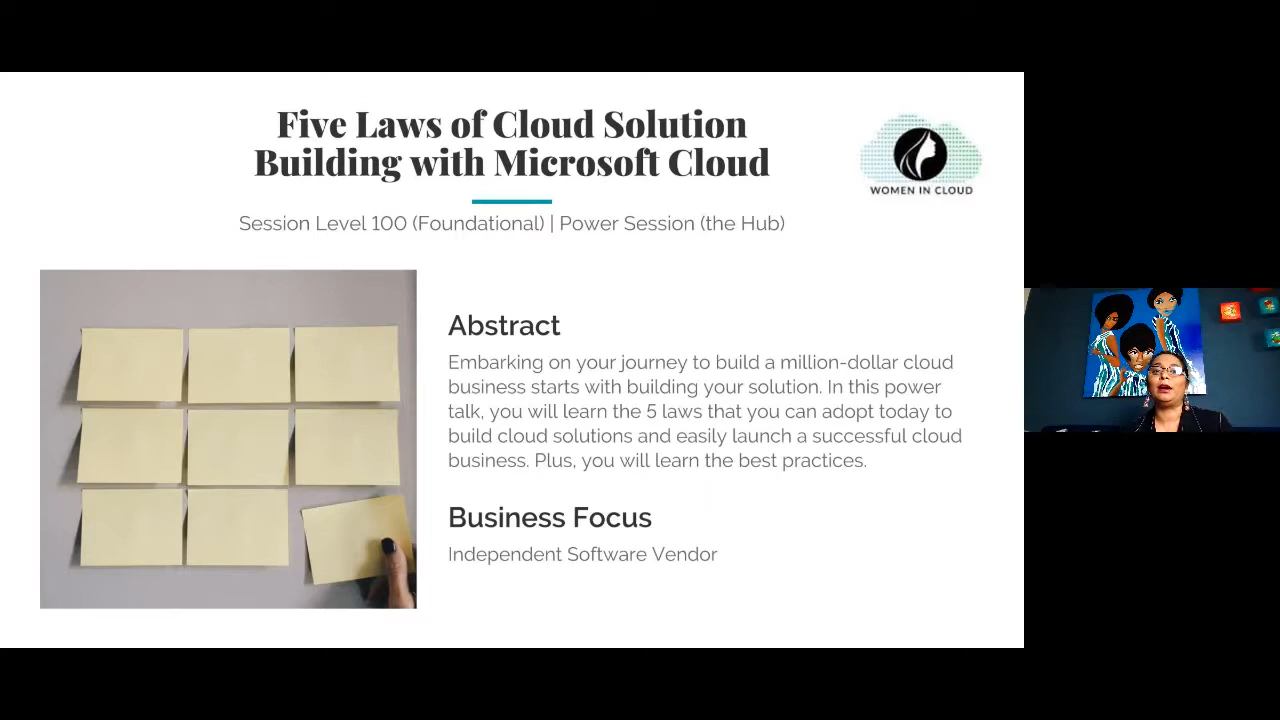 Five Laws of Cloud Solution
Building with Microsoft Cloud
WOMEN IN CLOUD
Session Level 100 (Foundational) | Power Session (the Hub)
Abstract
Embarking on your journey to build a million-dollar cloud
business starts with building your solution. In this power
talk, you will learn the 5 laws that you can adopt today to
build cloud solutions and easily launch a successful cloud
business. Plus, you will learn the best practices.
Business Focus
Independent Software Vendor